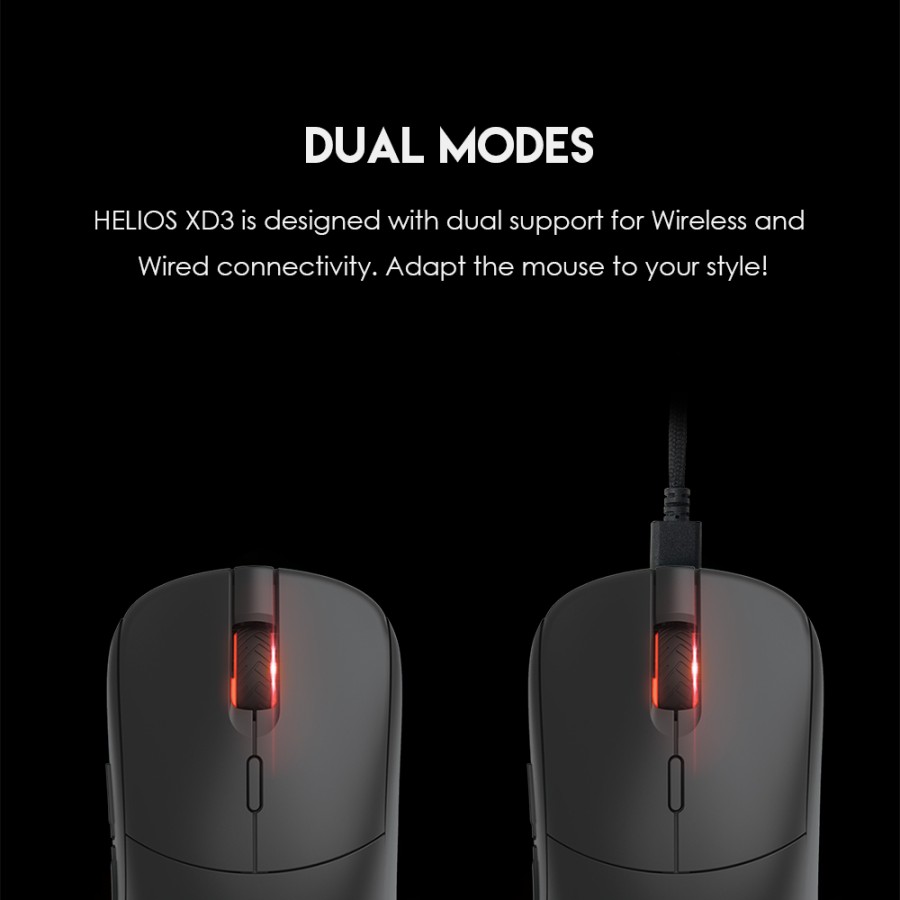 DUAL MODES
HELIOS XD3 is designed with dual support for Wireless and
Wired connectivity. Adapt the mouse to your style!